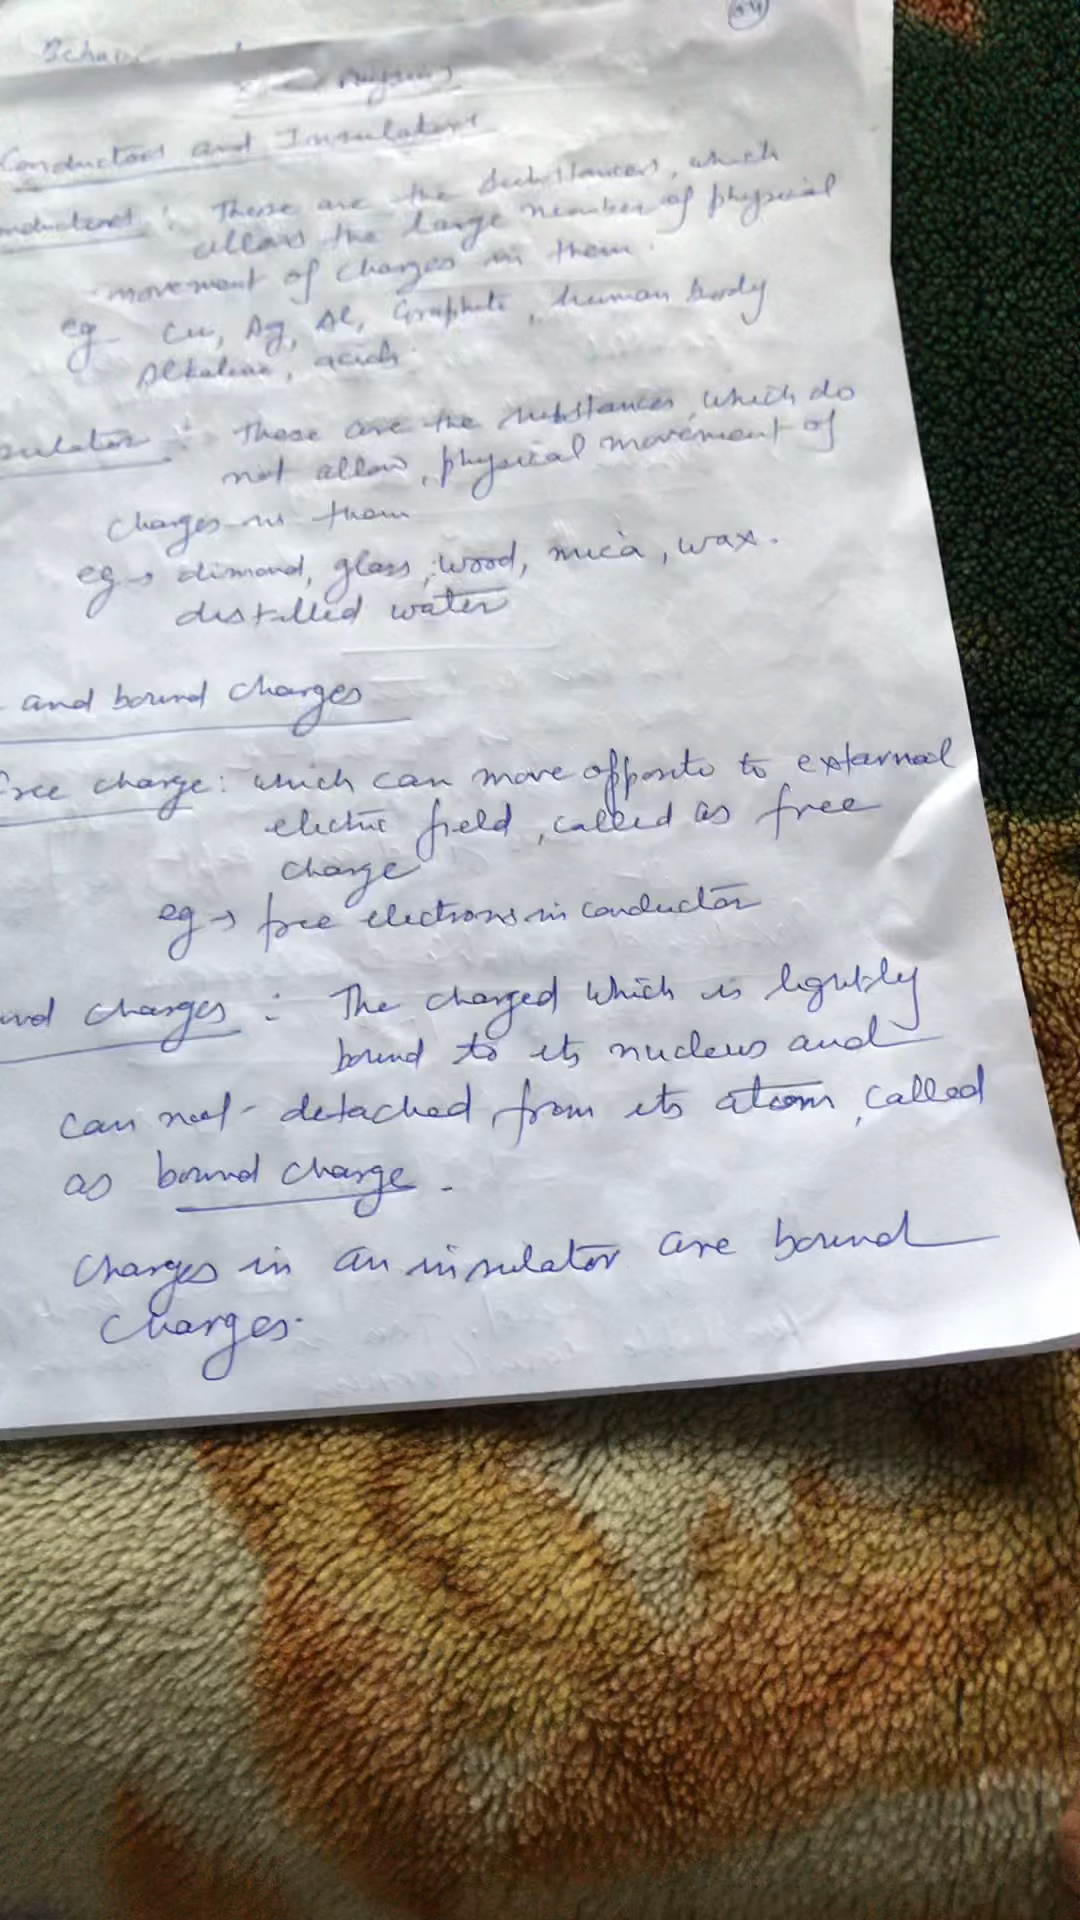 Physics
Conductors and Insulators
These are the substances, which
allows the large number of physical
movement of charges in them.
eg Cu, Ag, Al, Graphite, human body
Alkaline, acids
These are the substances, which do
not allow, physical movement of
charges in them
eg → dimond, glass, wood, mica, wax.
distilled water
and bound charges
free charge: which can move opposite to external
electric field, called as free
charge
eg → free electrons in conductor
charges : The charged which is
bound to its nucleus and
can not detached from its atom, called
as bound charge.
Charges in an insulator are bound
charges.